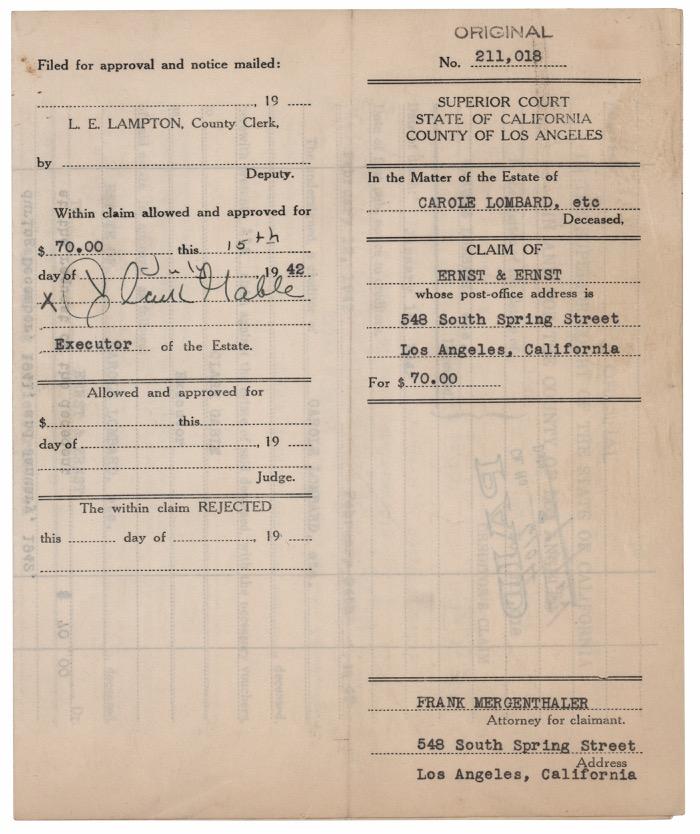 Filed for approval and notice mailed:
, 19
L. E. LAMPTON, County Clerk,
by
Deputy.
Within claim allowed and approved for
$ 70.00 this 15th
day of July 19 42
X Clark Gable
Executor of the Estate.
Allowed and approved for
$ this
day of , 19
Judge.
The within claim REJECTED
this day of , 19
ORIGINAL
No. 211,018
SUPERIOR COURT
STATE OF CALIFORNIA
COUNTY OF LOS ANGELES
In the Matter of the Estate of
CAROLE LOMBARD, etc
Deceased,
CLAIM OF
ERNST & ERNST
whose post-office address is
548 South Spring Street
Los Angeles, California
For $ 70.00
PAID
FRANK MERGENTHALER
Attorney for claimant.
548 South Spring Street
Address
Los Angeles, California